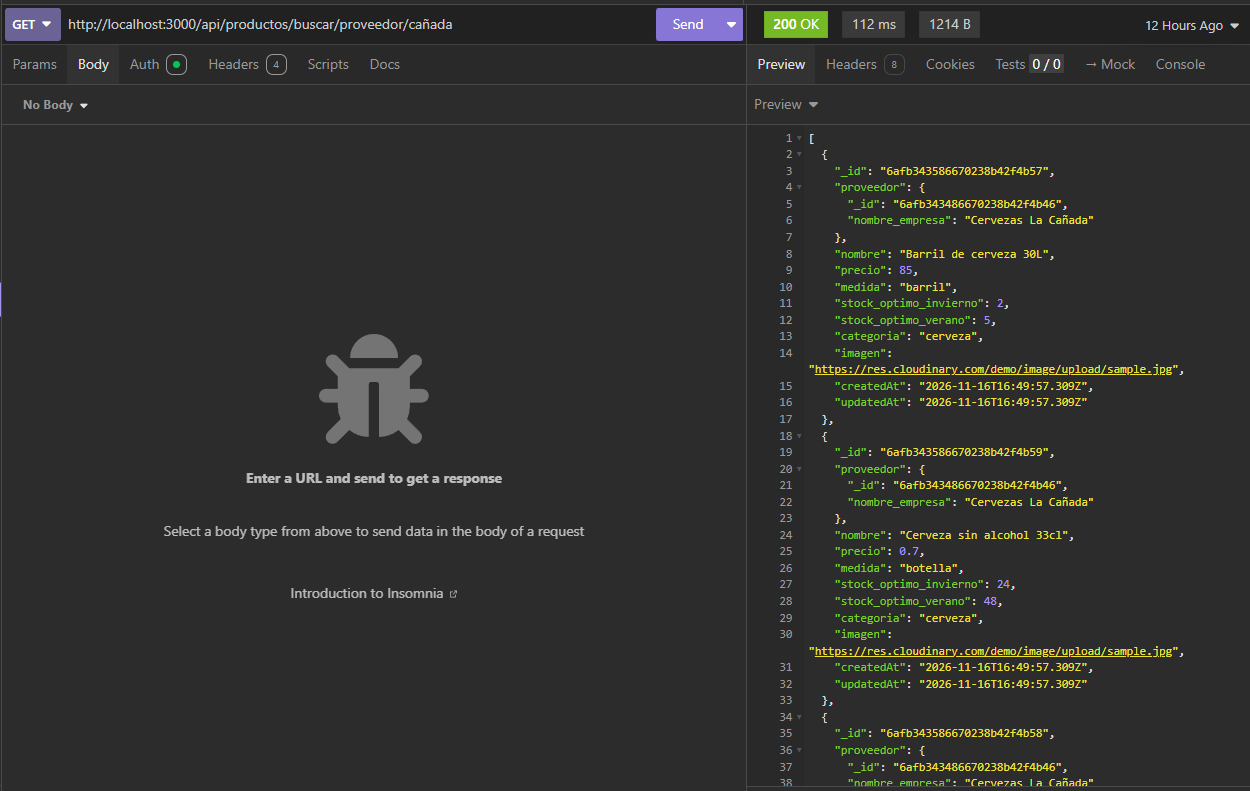 GET http://localhost:3000/api/productos/buscar/proveedor/cañada Send
Params Body Auth Headers 4 Scripts Docs
No Body
Enter a URL and send to get a response
Select a body type from above to send data in the body of a request
Introduction to Insomnia
200 OK 112 ms 1214 B 12 Hours Ago
Preview Headers 8 Cookies Tests 0 / 0 → Mock Console
Preview
1 [
2 {
3 "_id": "6afb343586670238b42f4b57",
4 "proveedor": {
5 "_id": "6afb343486670238b42f4b46",
6 "nombre_empresa": "Cervezas La Cañada"
7 },
8 "nombre": "Barril de cerveza 30L",
9 "precio": 85,
10 "medida": "barril",
11 "stock_optimo_invierno": 2,
12 "stock_optimo_verano": 5,
13 "categoria": "cerveza",
14 "imagen":
"https://res.cloudinary.com/demo/image/upload/sample.jpg",
15 "createdAt": "2026-11-16T16:49:57.309Z",
16 "updatedAt": "2026-11-16T16:49:57.309Z"
17 },
18 {
19 "_id": "6afb343586670238b42f4b59",
20 "proveedor": {
21 "_id": "6afb343486670238b42f4b46",
22 "nombre_empresa": "Cervezas La Cañada"
23 },
24 "nombre": "Cerveza sin alcohol 33cl",
25 "precio": 0.7,
26 "medida": "botella",
27 "stock_optimo_invierno": 24,
28 "stock_optimo_verano": 48,
29 "categoria": "cerveza",
30 "imagen":
"https://res.cloudinary.com/demo/image/upload/sample.jpg",
31 "createdAt": "2026-11-16T16:49:57.309Z",
32 "updatedAt": "2026-11-16T16:49:57.309Z"
33 },
34 {
35 "_id": "6afb343586670238b42f4b58",
36 "proveedor": {
37 "_id": "6afb343486670238b42f4b46",
38 "nombre_empresa": "Cervezas La Cañada"